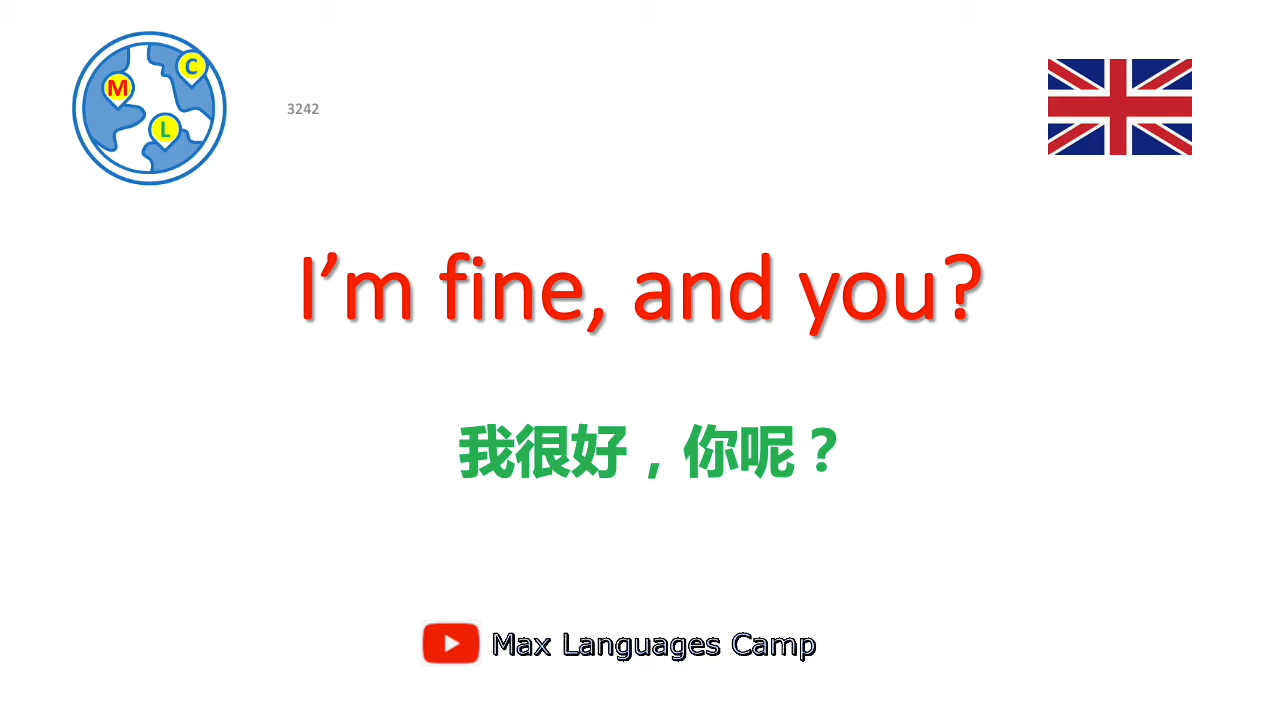 M
C
L
3242
I’m fine, and you?
我很好，你呢？
Max Languages Camp